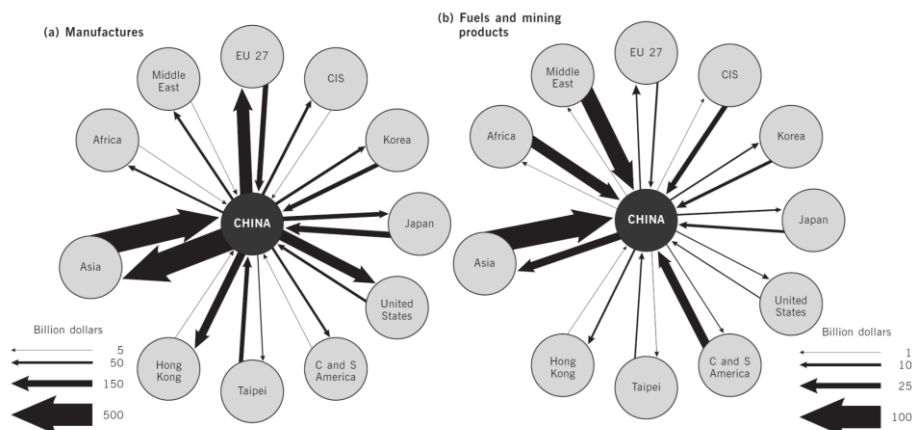 (a) Manufactures
EU 27
CIS
Middle
East
Africa
Korea
CHINA
Japan
Asia
United
States
Hong
Kong
Taipei
C and S
America
Billion dollars
5
50
150
500
(b) Fuels and mining
products
EU 27
CIS
Middle
East
Africa
Korea
CHINA
Japan
Asia
United
States
Hong
Kong
Taipei
C and S
America
Billion dollars
1
10
25
100